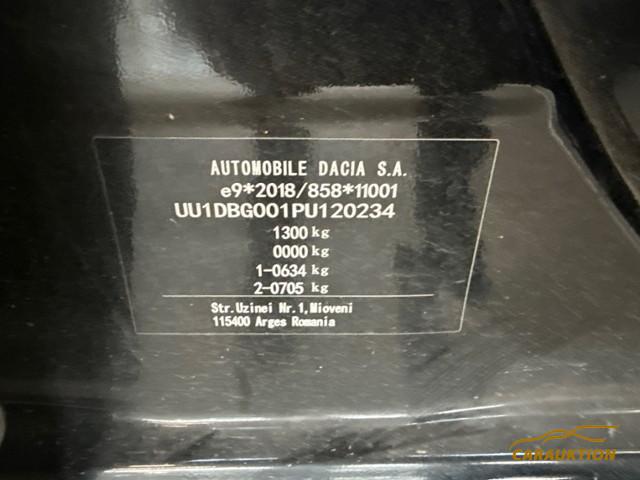 AUTOMOBILE DACIA S.A.
e9*2018/858*11001
UU1DBG001PU120234
1300 kg
0000 kg
1-0634 kg
2-0705 kg
Str.Uzinei Nr.1,Mioveni
115400 Arges Romania
CARAUKTION